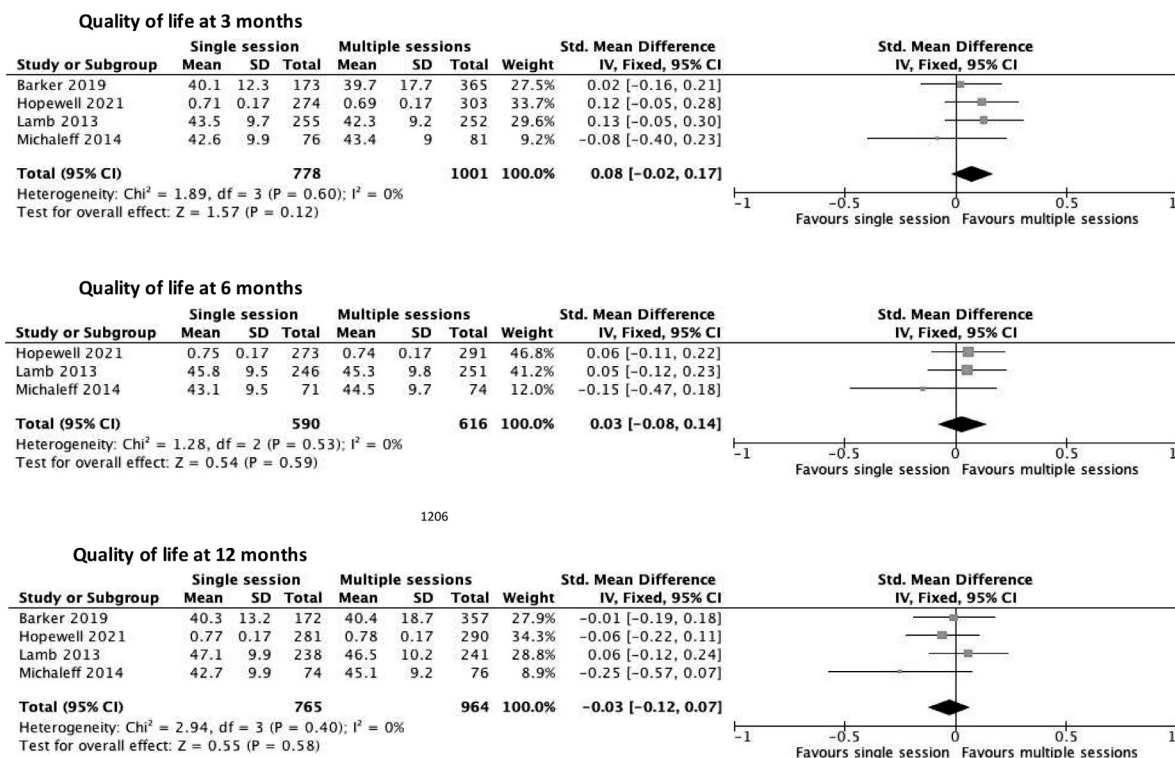 Quality of life at 3 months
Single session Multiple sessions Std. Mean Difference Std. Mean Difference
Study or Subgroup Mean SD Total Mean SD Total Weight IV, Fixed, 95% CI IV, Fixed, 95% CI
Barker 2019 40.1 12.3 173 39.7 17.7 365 27.5% 0.02 [-0.16, 0.21]
Hopewell 2021 0.71 0.17 274 0.69 0.17 303 33.7% 0.12 [-0.05, 0.28]
Lamb 2013 43.5 9.7 255 42.3 9.2 252 29.6% 0.13 [-0.05, 0.30]
Michaleff 2014 42.6 9.9 76 43.4 9 81 9.2% -0.08 [-0.40, 0.23]
Total (95% CI) 778 1001 100.0% 0.08 [-0.02, 0.17]
Heterogeneity: Chi² = 1.89, df = 3 (P = 0.60); I² = 0%
Test for overall effect: Z = 1.57 (P = 0.12)
-1 -0.5 0 0.5 1
Favours single session Favours multiple sessions
Quality of life at 6 months
Single session Multiple sessions Std. Mean Difference Std. Mean Difference
Study or Subgroup Mean SD Total Mean SD Total Weight IV, Fixed, 95% CI IV, Fixed, 95% CI
Hopewell 2021 0.75 0.17 273 0.74 0.17 291 46.8% 0.06 [-0.11, 0.22]
Lamb 2013 45.8 9.5 246 45.3 9.8 251 41.2% 0.05 [-0.12, 0.23]
Michaleff 2014 43.1 9.5 71 44.5 9.7 74 12.0% -0.15 [-0.47, 0.18]
Total (95% CI) 590 616 100.0% 0.03 [-0.08, 0.14]
Heterogeneity: Chi² = 1.28, df = 2 (P = 0.53); I² = 0%
Test for overall effect: Z = 0.54 (P = 0.59)
-1 -0.5 0 0.5 1
Favours single session Favours multiple sessions
1206
Quality of life at 12 months
Single session Multiple sessions Std. Mean Difference Std. Mean Difference
Study or Subgroup Mean SD Total Mean SD Total Weight IV, Fixed, 95% CI IV, Fixed, 95% CI
Barker 2019 40.3 13.2 172 40.4 18.7 357 27.9% -0.01 [-0.19, 0.18]
Hopewell 2021 0.77 0.17 281 0.78 0.17 290 34.3% -0.06 [-0.22, 0.11]
Lamb 2013 47.1 9.9 238 46.5 10.2 241 28.8% 0.06 [-0.12, 0.24]
Michaleff 2014 42.7 9.9 74 45.1 9.2 76 8.9% -0.25 [-0.57, 0.07]
Total (95% CI) 765 964 100.0% -0.03 [-0.12, 0.07]
Heterogeneity: Chi² = 2.94, df = 3 (P = 0.40); I² = 0%
Test for overall effect: Z = 0.55 (P = 0.58)
-1 -0.5 0 0.5 1
Favours single session Favours multiple sessions